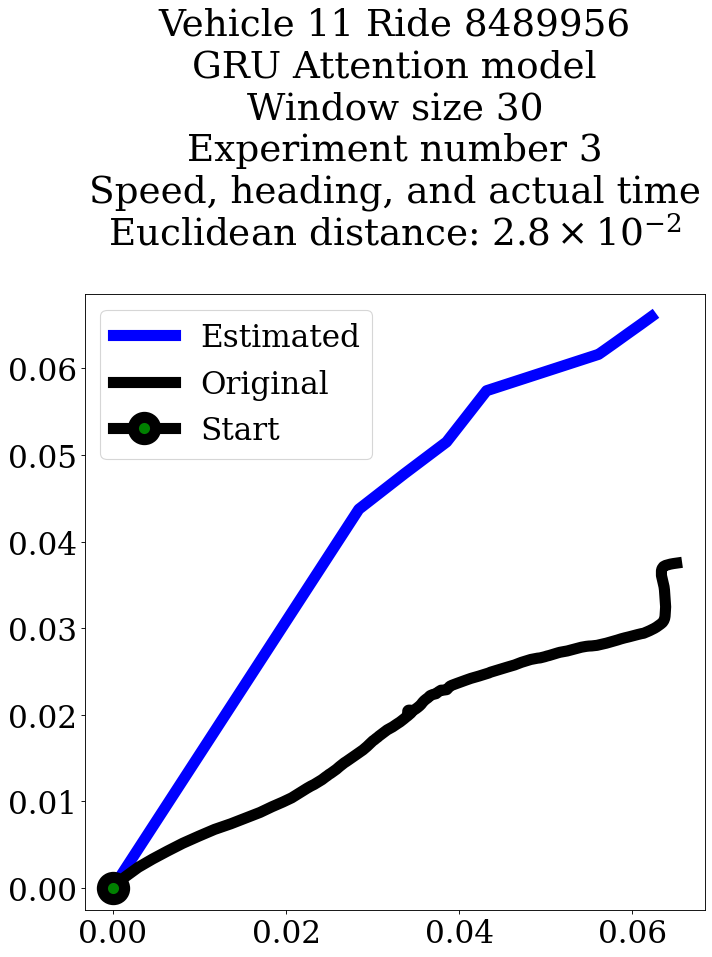 Vehicle 11 Ride 8489956
GRU Attention model
Window size 30
Experiment number 3
Speed, heading, and actual time
Euclidean distance: 2.8 × 10⁻²
Estimated
Original
Start
0.06
0.05
0.04
0.03
0.02
0.01
0.00
0.00 0.02 0.04 0.06